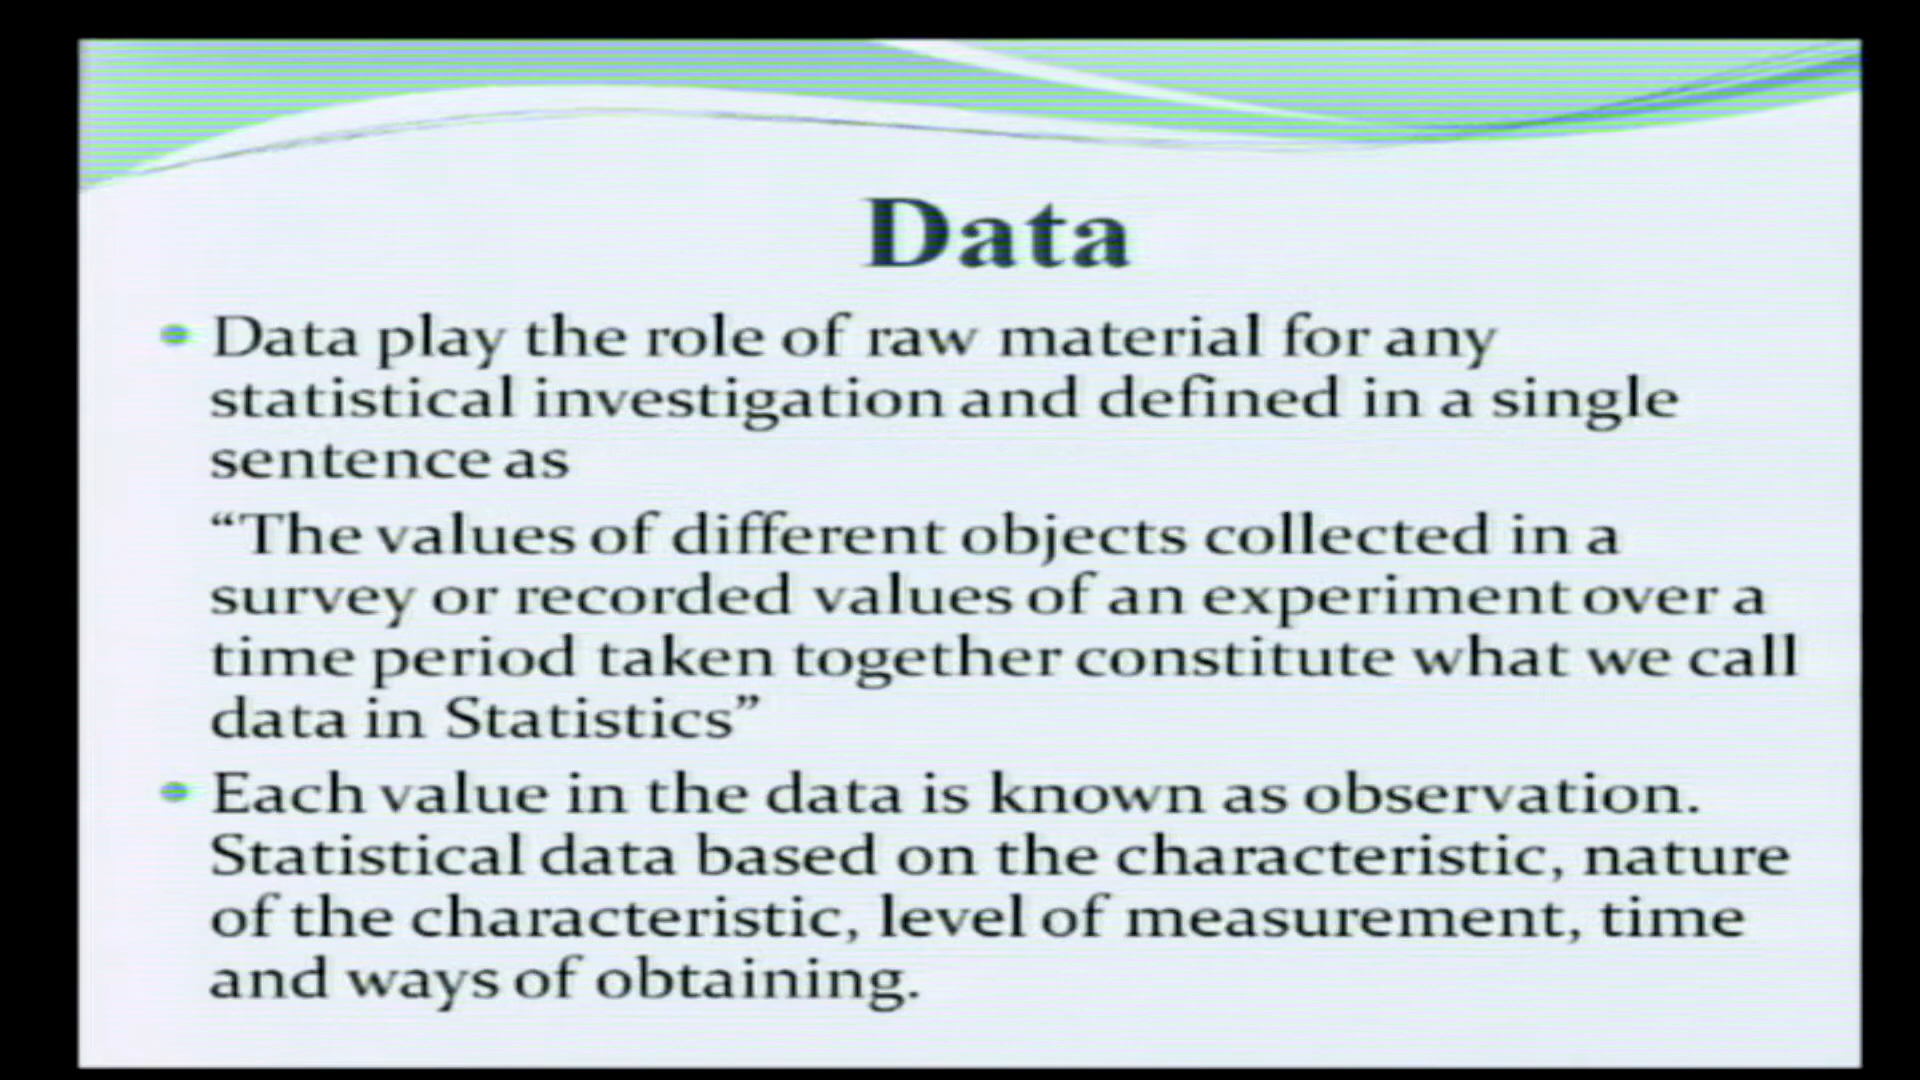 Data
• Data play the role of raw material for any
statistical investigation and defined in a single
sentence as
“The values of different objects collected in a
survey or recorded values of an experiment over a
time period taken together constitute what we call
data in Statistics”
• Each value in the data is known as observation.
Statistical data based on the characteristic, nature
of the characteristic, level of measurement, time
and ways of obtaining.